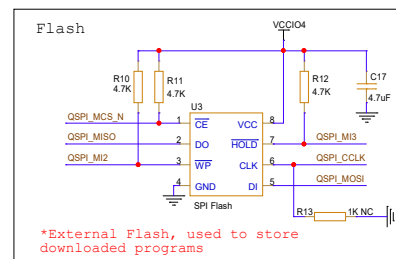 Flash
VCCIO4
R10
4.7K
R11
4.7K
R12
4.7K
C17
4.7uF
U3
QSPI_MCS_N
1
CE
VCC
8
QSPI_MISO
2
DO
HOLD
7
QSPI_MI3
QSPI_MI2
3
WP
CLK
6
QSPI_CCLK
4
GND
DI
5
QSPI_MOSI
SPI Flash
R13
1K NC
*External Flash, used to store
downloaded programs